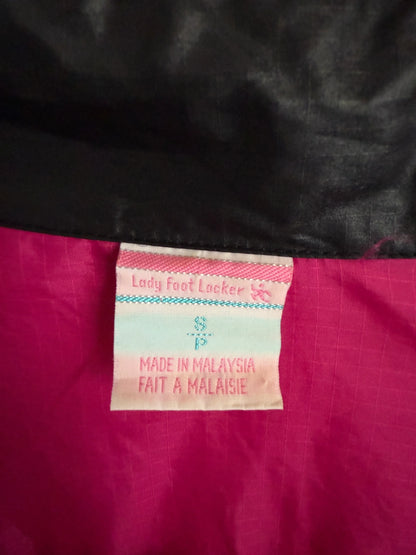 Lady Foot Locker
S
P
MADE IN MALAYSIA
FAIT A MALAISIE